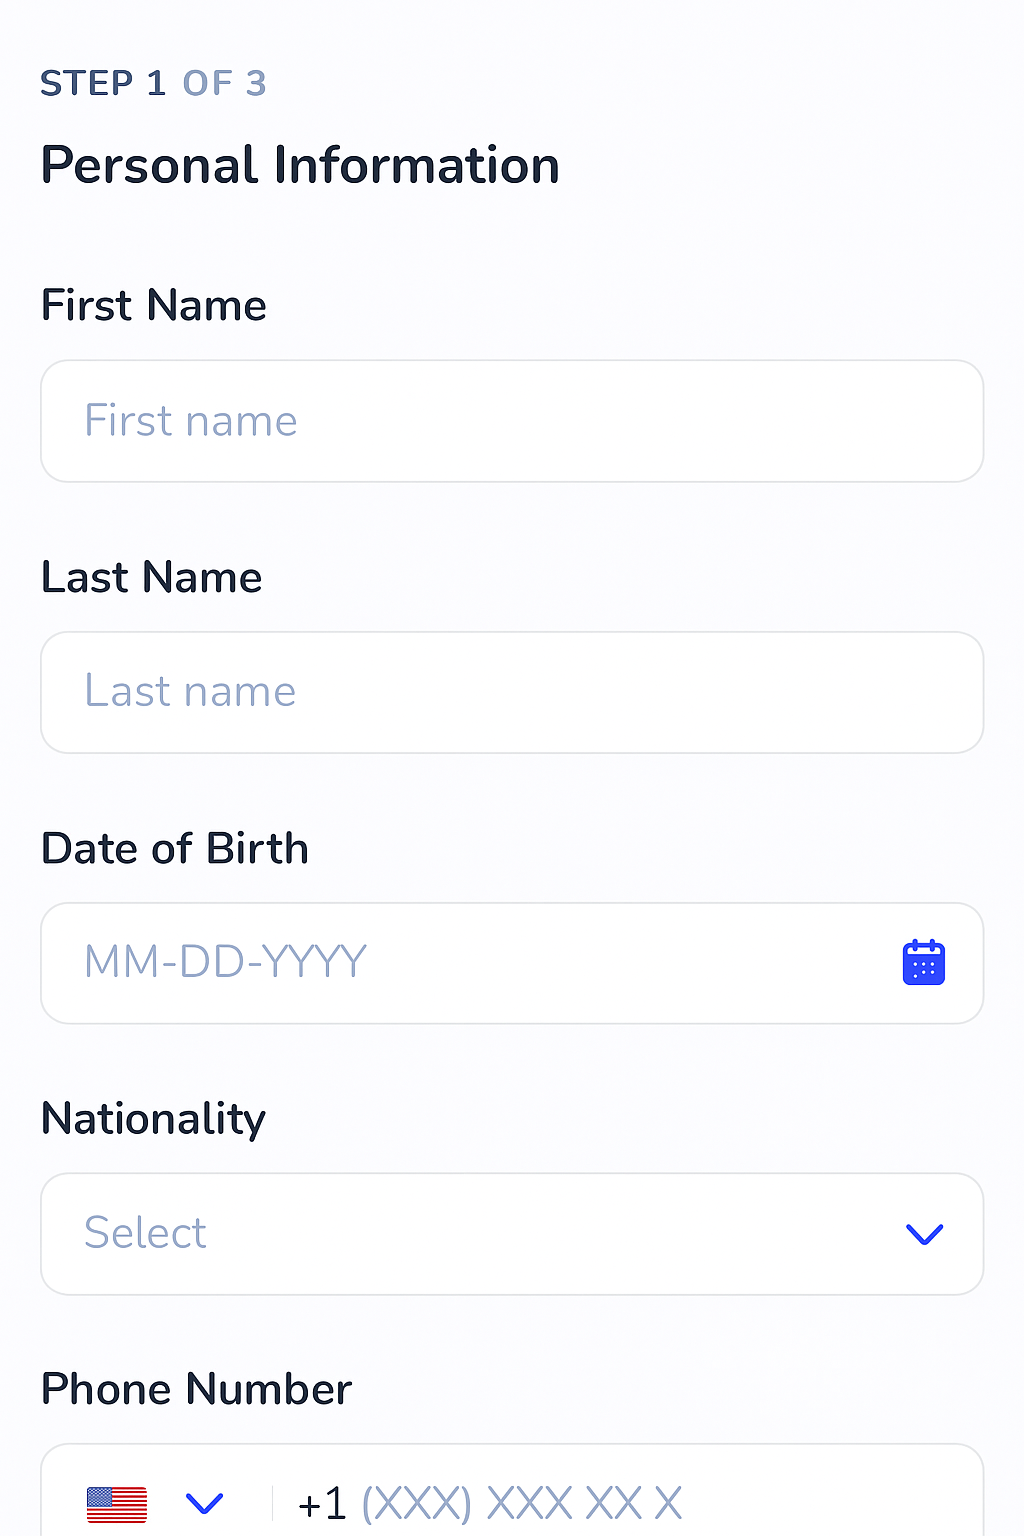 STEP 1 OF 3
Personal Information
First Name
First name
Last Name
Last name
Date of Birth
MM-DD-YYYY
Nationality
Select
Phone Number
+1 (XXX) XXX XX X